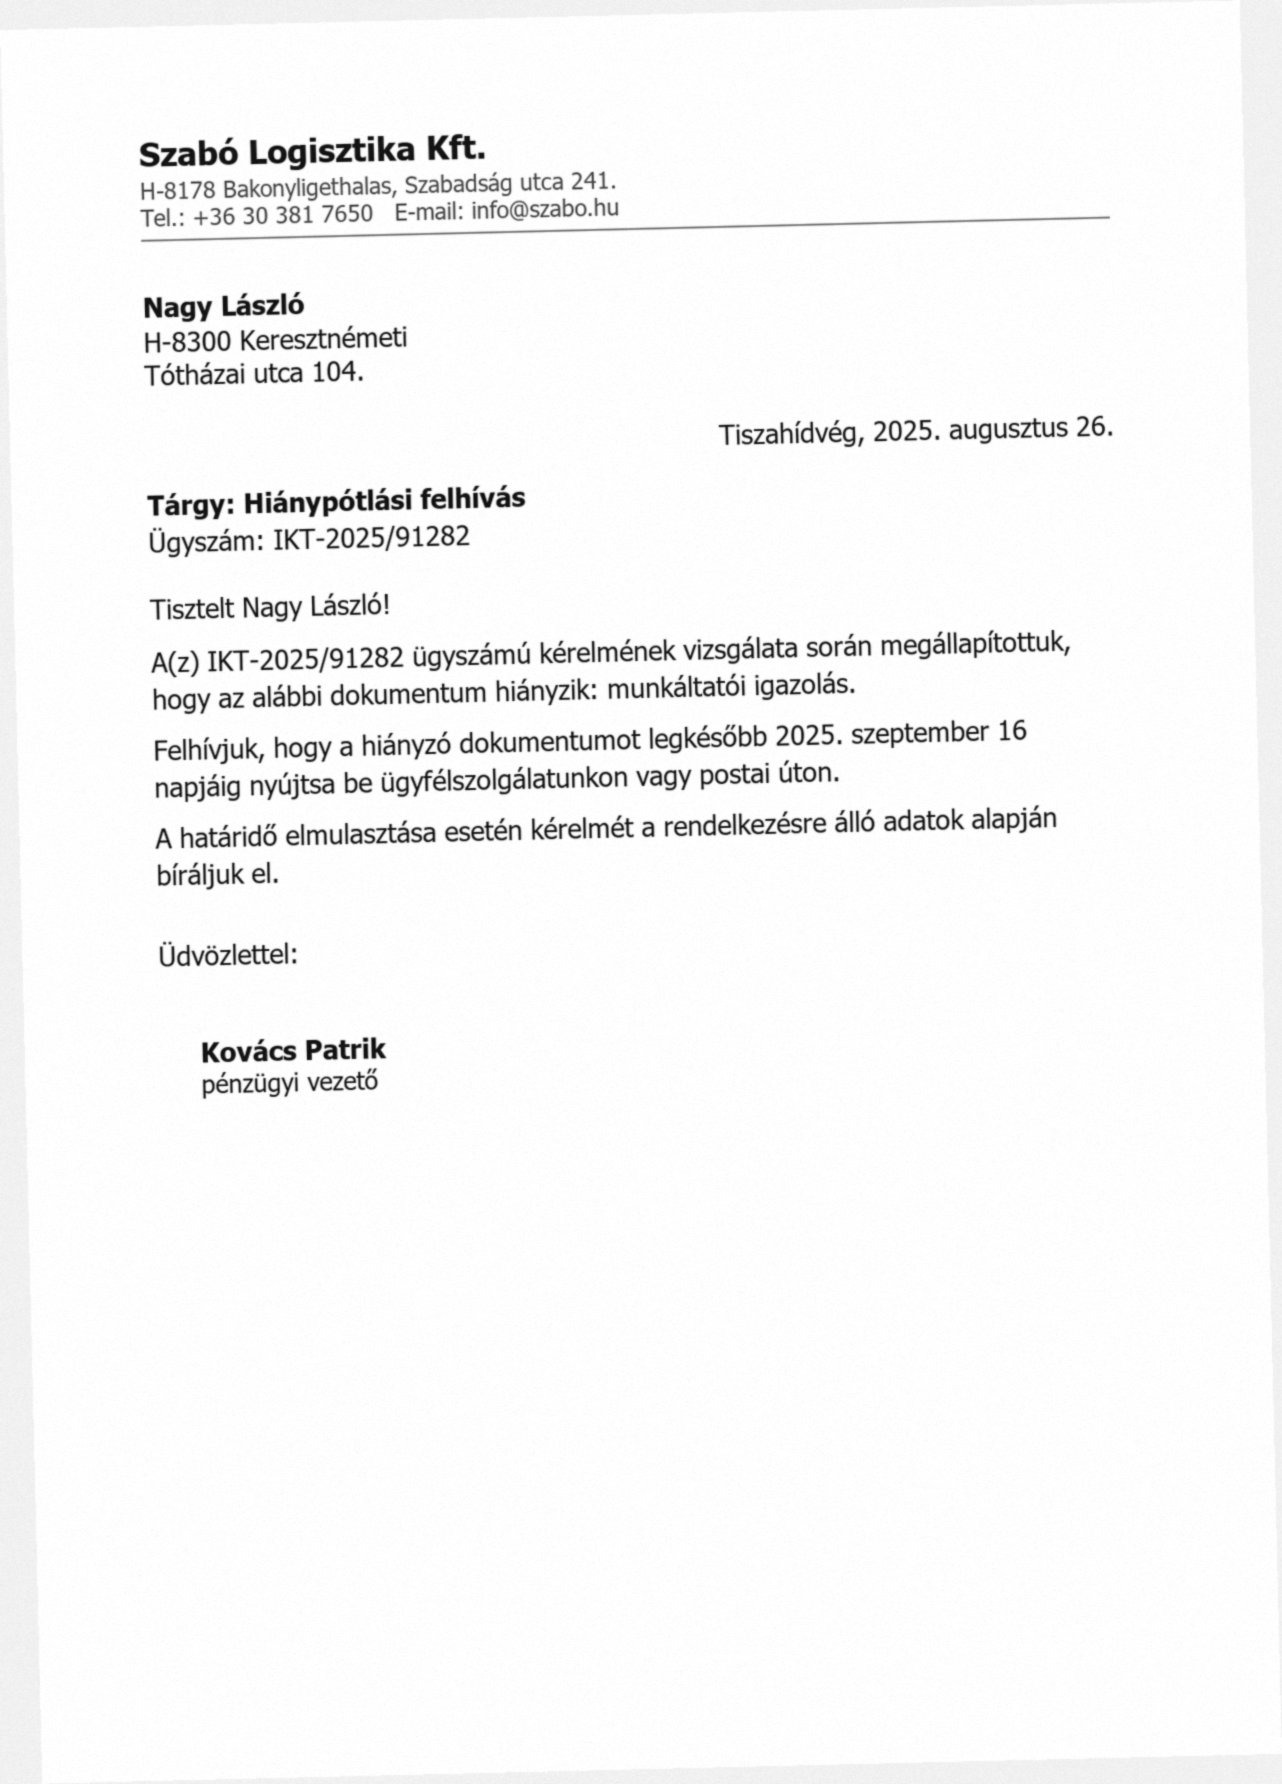 Szabó Logisztika Kft.
H-8178 Bakonyligethalas, Szabadság utca 241.
Tel.: +36 30 381 7650 E-mail: info@szabo.hu
Nagy László
H-8300 Keresztnémeti
Tótházai utca 104.
Tiszahídvég, 2025. augusztus 26.
Tárgy: Hiánypótlási felhívás
Ügyszám: IKT-2025/91282
Tisztelt Nagy László!
A(z) IKT-2025/91282 ügyszámú kérelmének vizsgálata során megállapítottuk,
hogy az alábbi dokumentum hiányzik: munkáltatói igazolás.
Felhívjuk, hogy a hiányzó dokumentumot legkésőbb 2025. szeptember 16
napjáig nyújtsa be ügyfélszolgálatunkon vagy postai úton.
A határidő elmulasztása esetén kérelmét a rendelkezésre álló adatok alapján
bíráljuk el.
Üdvözlettel:
Kovács Patrik
pénzügyi vezető